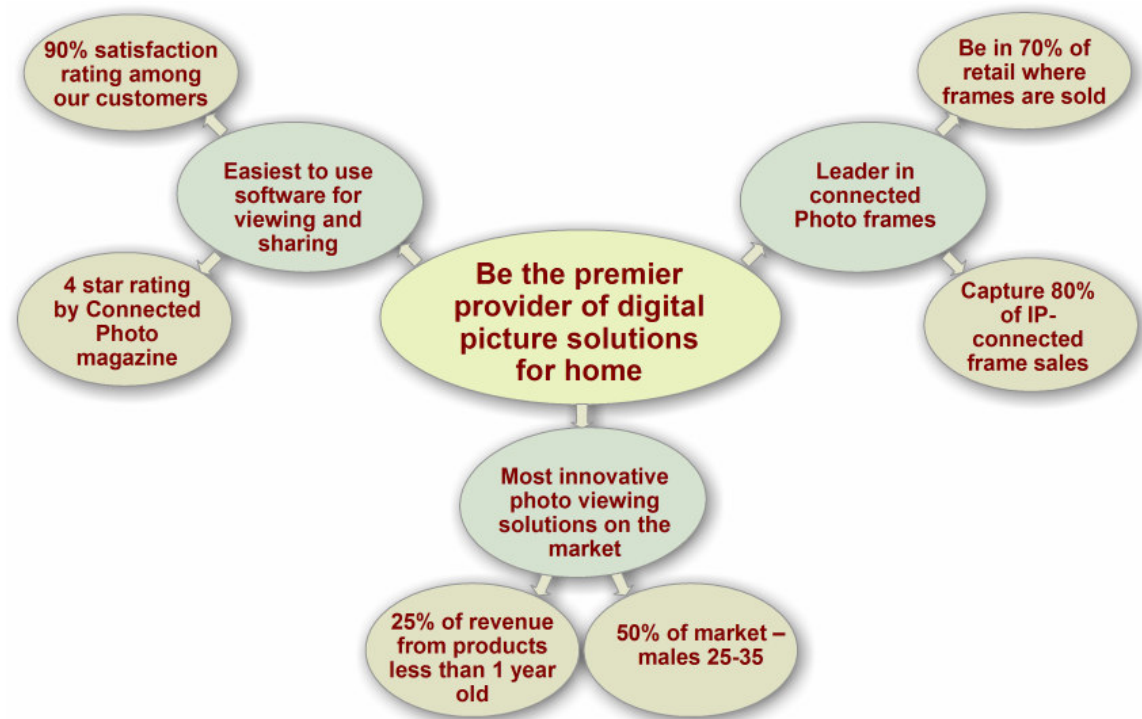 90% satisfaction
rating among
our customers
Be in 70% of
retail where
frames are sold
Easiest to use
software for
viewing and
sharing
Leader in
connected
Photo frames
4 star rating
by Connected
Photo
magazine
Be the premier
provider of digital
picture solutions
for home
Capture 80%
of IP-
connected
frame sales
Most innovative
photo viewing
solutions on the
market
25% of revenue
from products
less than 1 year
old
50% of market –
males 25-35